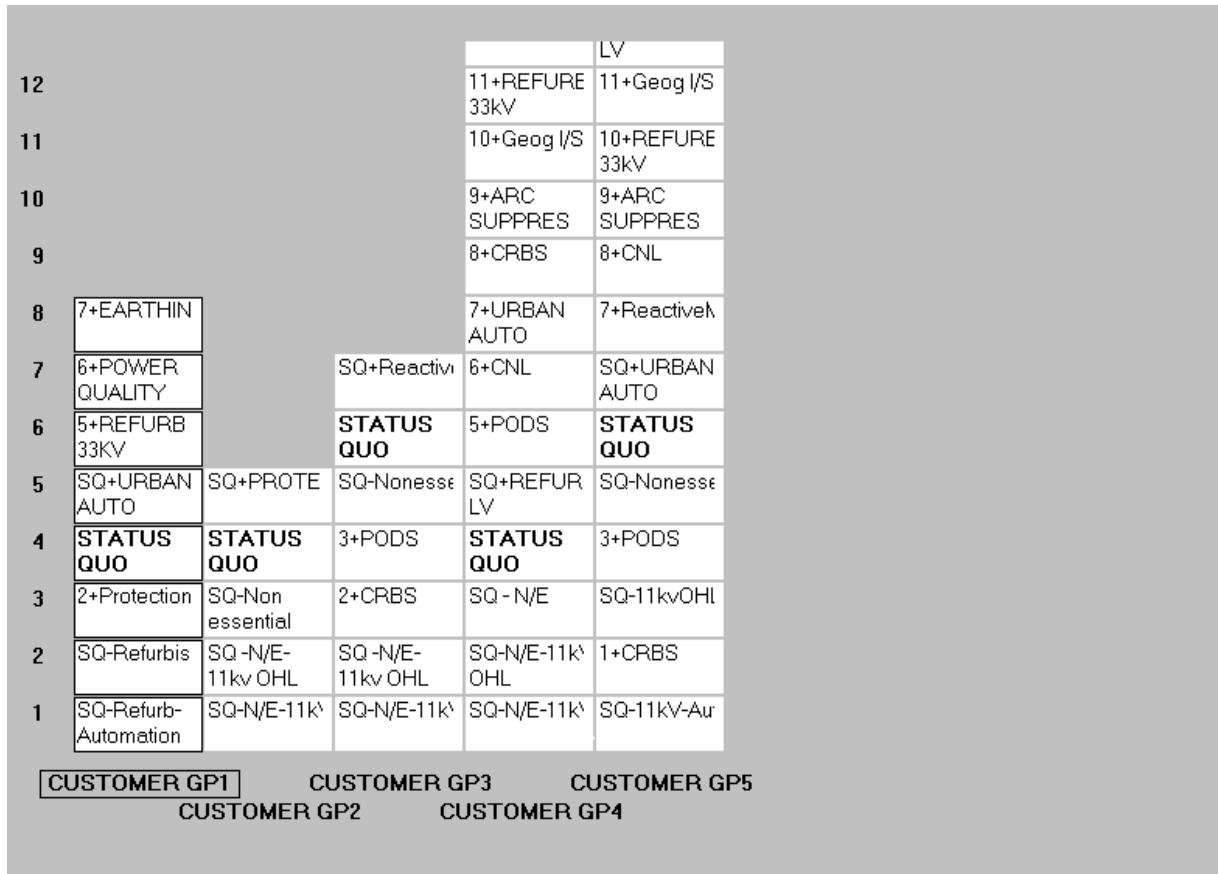 LV
12 11+REFURE 11+Geog I/S
33kV
11 10+Geog I/S 10+REFURE
33kV
10 9+ARC 9+ARC
SUPPRES SUPPRES
9 8+CRBS 8+CNL
8 7+EARTHIN 7+URBAN 7+ReactiveM
AUTO
7 6+POWER SQ+Reactive 6+CNL SQ+URBAN
QUALITY AUTO
6 5+REFURB STATUS 5+PODS STATUS
33KV QUO QUO
5 SQ+URBAN SQ+PROTE SQ-Nonesse SQ+REFUR SQ-Nonesse
AUTO LV
4 STATUS STATUS 3+PODS STATUS 3+PODS
QUO QUO QUO
3 2+Protection SQ-Non 2+CRBS SQ - N/E SQ-11kvOHL
essential
2 SQ-Refurbis SQ -N/E- SQ -N/E- SQ-N/E-11kV 1+CRBS
11kv OHL 11kv OHL OHL
1 SQ-Refurb- SQ-N/E-11kV SQ-N/E-11kV SQ-N/E-11kV SQ-11kV-Au
Automation
CUSTOMER GP1 CUSTOMER GP3 CUSTOMER GP5
CUSTOMER GP2 CUSTOMER GP4